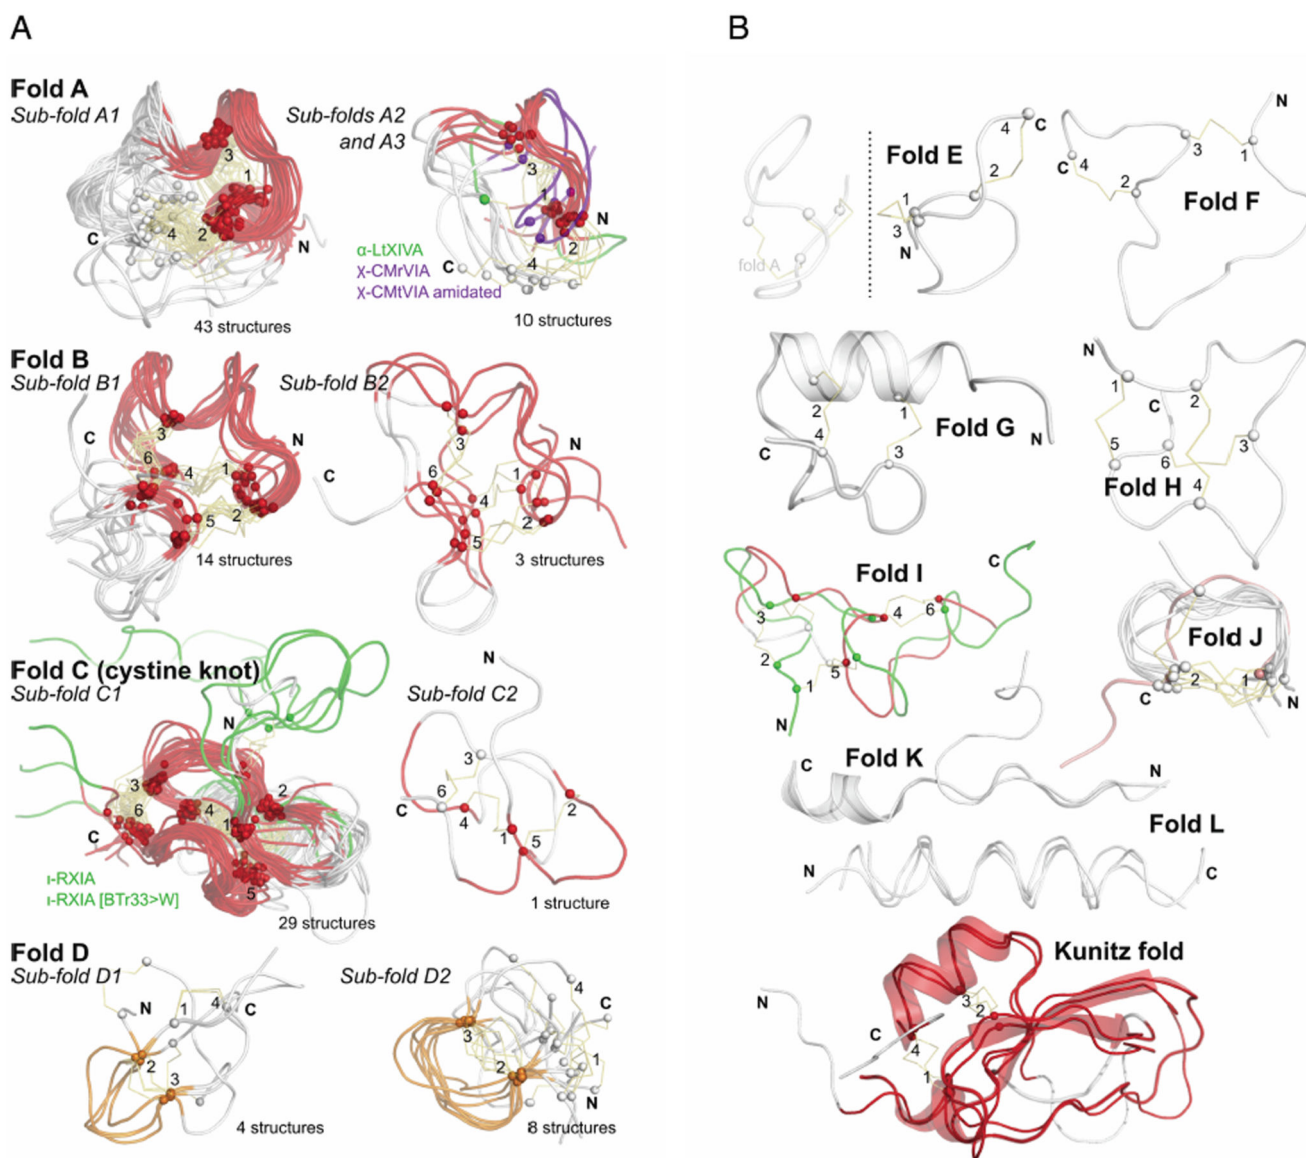 A
Fold A
Sub-fold A1
3
1
4
2
C
N
43 structures
Sub-folds A2
and A3
3
1
N
2
4
C
α-LtXIVA
χ-CMrVIA
χ-CMtVIA amidated
10 structures
Fold B
Sub-fold B1
C
3
N
6
4
1
2
5
14 structures
Sub-fold B2
3
N
C
6
1
4
2
5
3 structures
Fold C (cystine knot)
Sub-fold C1
N
3
2
6
4
1
C
5
ı-RXIA
ı-RXIA [BTr33>W]
29 structures
Sub-fold C2
N
3
6
C
4
2
1
5
1 structure
Fold D
Sub-fold D1
N
1
4
C
2
3
4 structures
Sub-fold D2
4
C
3
1
2
N
8 structures
B
fold A
Fold E
4
C
2
1
3
N
Fold F
N
3
1
C
4
2
Fold G
2
1
4
3
C
N
Fold H
N
1
2
C
3
5
6
4
Fold I
C
3
4
6
2
5
1
N
Fold J
2
1
C
N
Fold K
C
N
Fold L
N
C
Kunitz fold
N
3
2
C
4
1